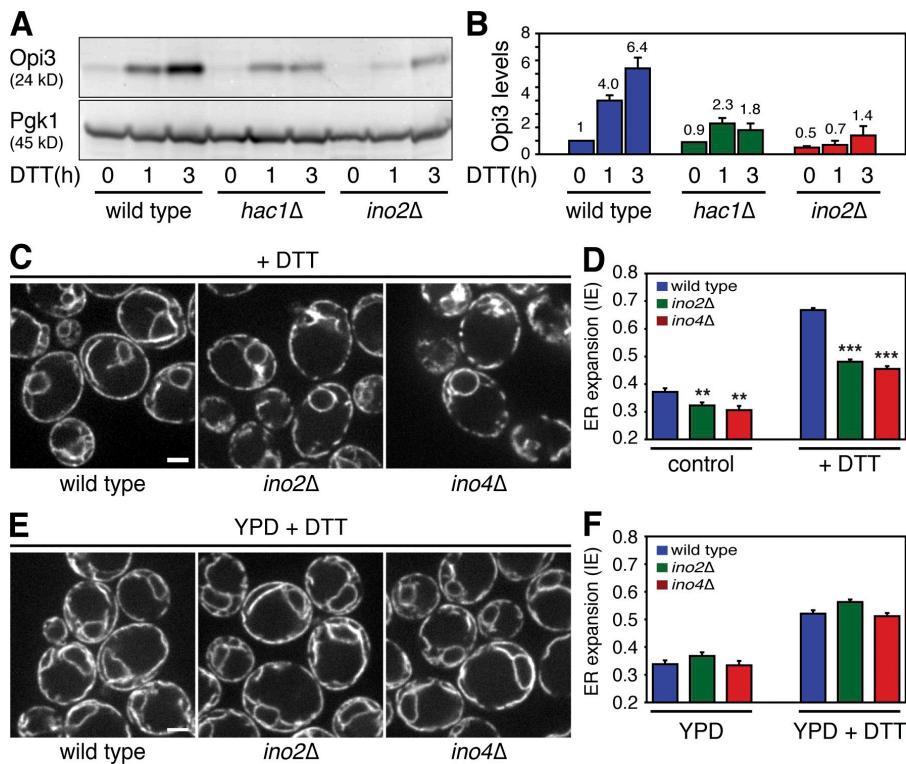 A
Opi3
(24 kD)
Pgk1
(45 kD)
DTT(h) 0 1 3 0 1 3 0 1 3
wild type hac1Δ ino2Δ
B
Opi3 levels
8
6
4
2
0
1 4.0 6.4 0.9 2.3 1.8 0.5 0.7 1.4
DTT(h) 0 1 3 0 1 3 0 1 3
wild type hac1Δ ino2Δ
C
+ DTT
wild type ino2Δ ino4Δ
D
ER expansion (IE)
0.8
0.7
0.6
0.5
0.4
0.3
0.2
wild type
ino2Δ
ino4Δ
** ** *** ***
control + DTT
E
YPD + DTT
wild type ino2Δ ino4Δ
F
ER expansion (IE)
0.8
0.7
0.6
0.5
0.4
0.3
0.2
wild type
ino2Δ
ino4Δ
YPD YPD + DTT